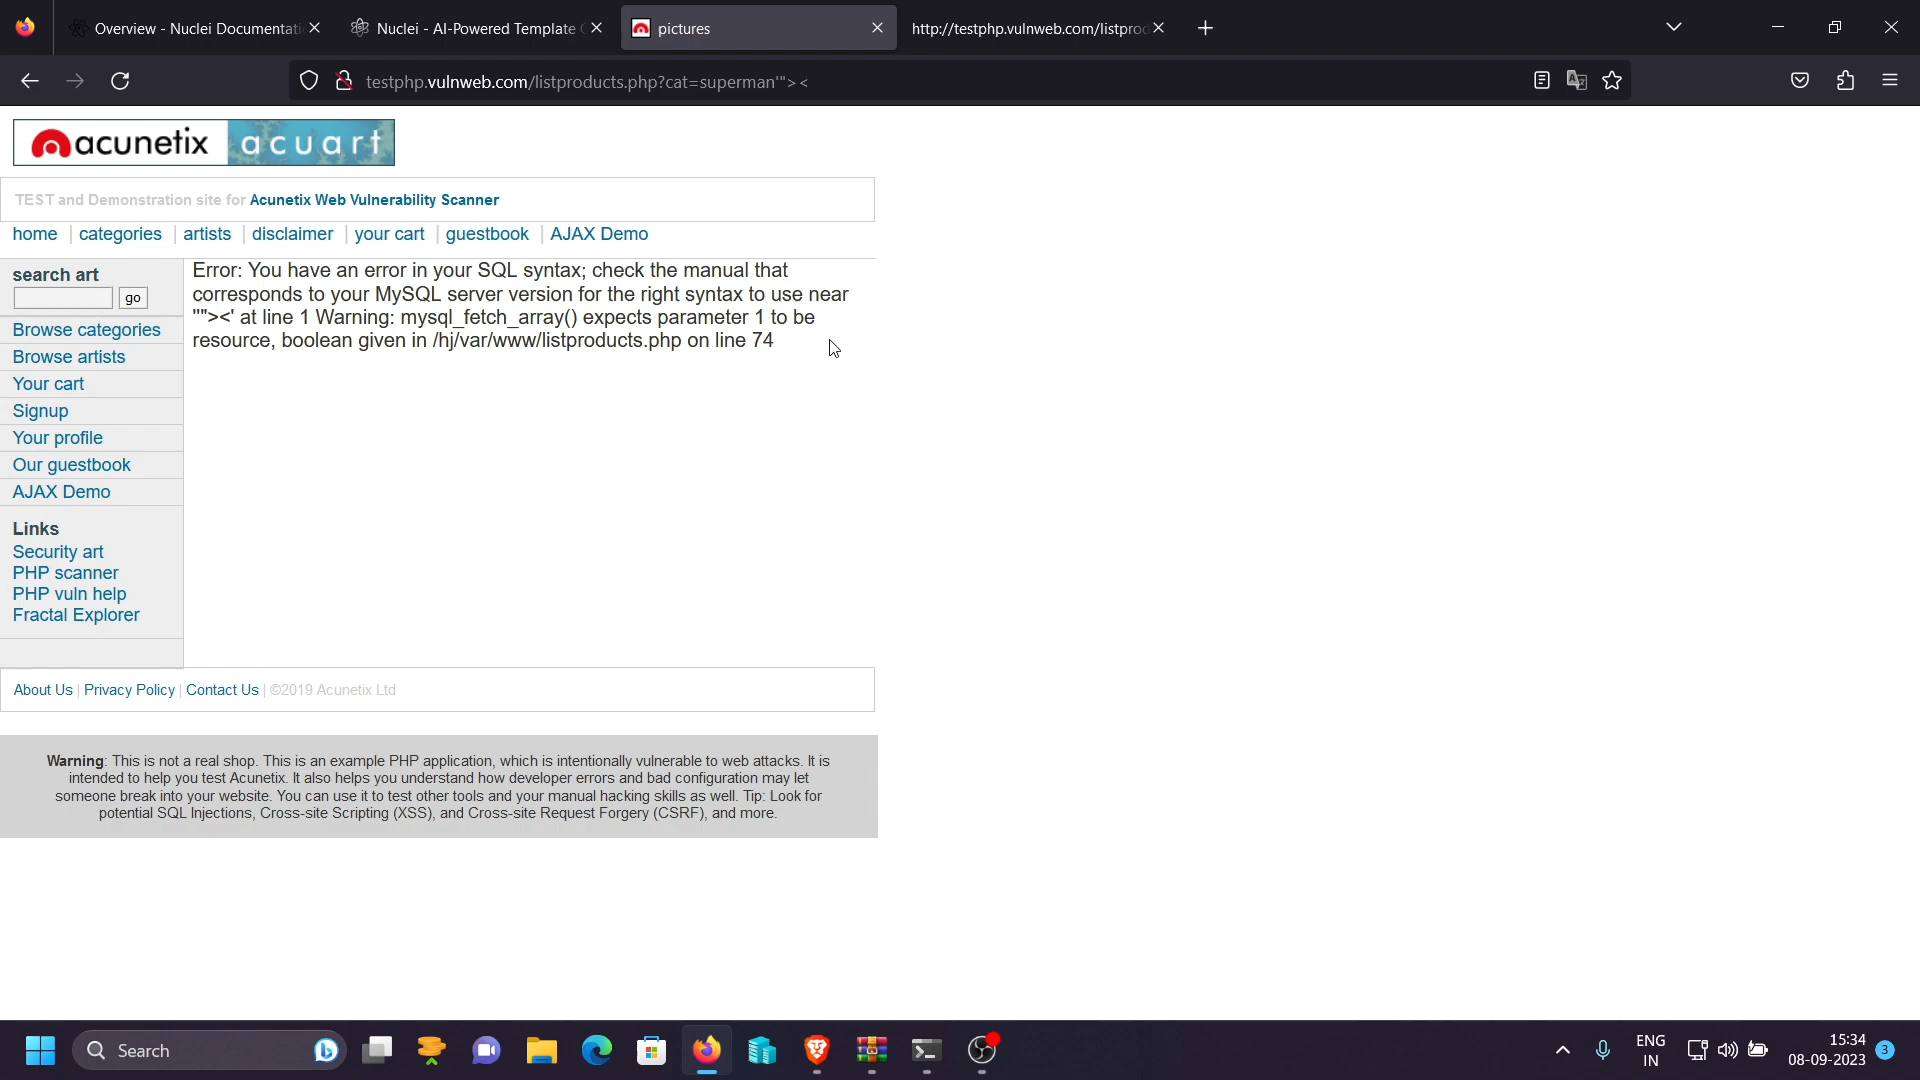 Overview - Nuclei Documentati
Nuclei - AI-Powered Template G
pictures
http://testphp.vulnweb.com/listproc
testphp.vulnweb.com/listproducts.php?cat=superman'"><
acunetix acuart
TEST and Demonstration site for Acunetix Web Vulnerability Scanner
home | categories | artists | disclaimer | your cart | guestbook | AJAX Demo
search art
go
Browse categories
Browse artists
Your cart
Signup
Your profile
Our guestbook
AJAX Demo
Links
Security art
PHP scanner
PHP vuln help
Fractal Explorer
Error: You have an error in your SQL syntax; check the manual that
corresponds to your MySQL server version for the right syntax to use near
''"><' at line 1 Warning: mysql_fetch_array() expects parameter 1 to be
resource, boolean given in /hj/var/www/listproducts.php on line 74
About Us | Privacy Policy | Contact Us | ©2019 Acunetix Ltd
Warning: This is not a real shop. This is an example PHP application, which is intentionally vulnerable to web attacks. It is
intended to help you test Acunetix. It also helps you understand how developer errors and bad configuration may let
someone break into your website. You can use it to test other tools and your manual hacking skills as well. Tip: Look for
potential SQL Injections, Cross-site Scripting (XSS), and Cross-site Request Forgery (CSRF), and more.
Search
ENG
IN
15:34
08-09-2023
3